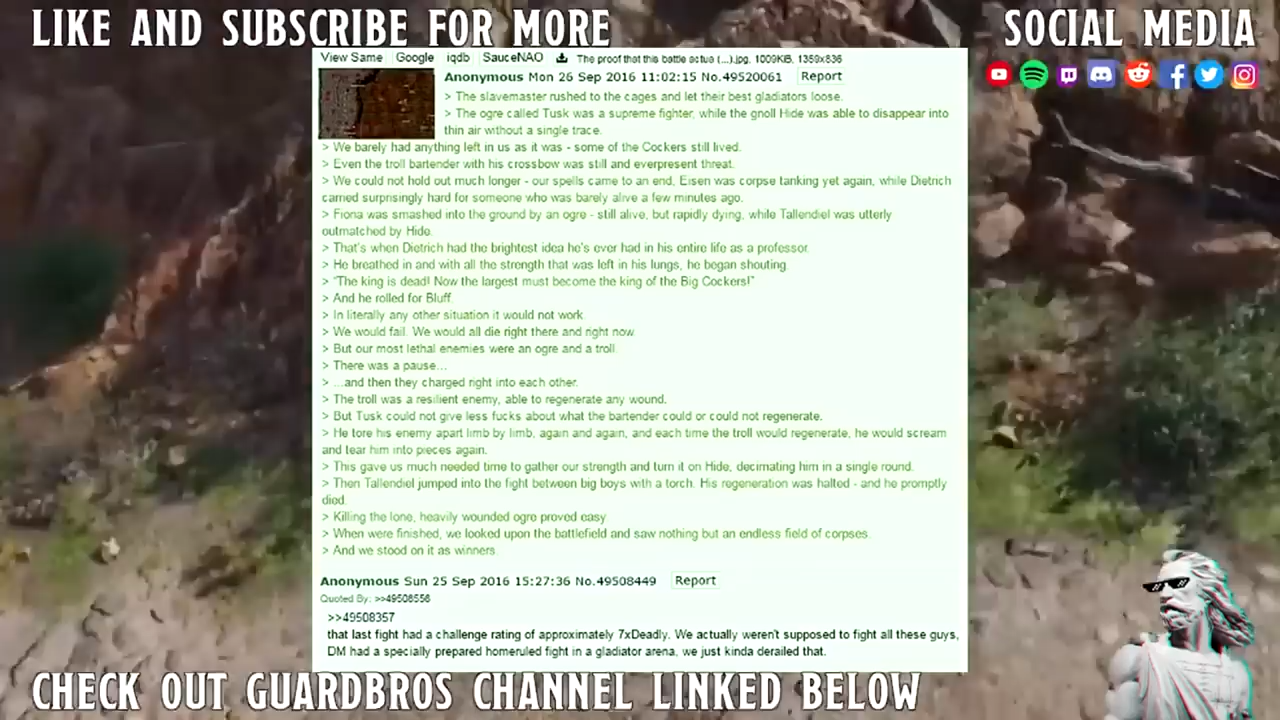 LIKE AND SUBSCRIBE FOR MORE
SOCIAL MEDIA
View Same Google iqdb SauceNAO The proof that this battle actua (...).jpg, 1009KiB, 1359x836
Anonymous Mon 26 Sep 2016 11:02:15 No.49520061 Report
> The slavemaster rushed to the cages and let their best gladiators loose.
> The ogre called Tusk was a supreme fighter, while the gnoll Hide was able to disappear into
thin air without a single trace.
> We barely had anything left in us as it was - some of the Cockers still lived.
> Even the troll bartender with his crossbow was still and everpresent threat.
> We could not hold out much longer - our spells came to an end, Eisen was corpse tanking yet again, while Dietrich
carried surprisingly hard for someone who was barely alive a few minutes ago.
> Fiona was smashed into the ground by an ogre - still alive, but rapidly dying, while Tallendiel was utterly
outmatched by Hide.
> That's when Dietrich had the brightest idea he's ever had in his entire life as a professor.
> He breathed in and with all the strength that was left in his lungs, he began shouting.
> "The king is dead! Now the largest must become the king of the Big Cockers!"
> And he rolled for Bluff
> In literally any other situation it would not work.
> We would fail. We would all die right there and right now.
> But our most lethal enemies were an ogre and a troll.
> There was a pause...
> ...and then they charged right into each other.
> The troll was a resilient enemy, able to regenerate any wound.
> But Tusk could not give less fucks about what the bartender could or could not regenerate.
> He tore his enemy apart limb by limb, again and again, and each time the troll would regenerate, he would scream
and tear him into pieces again.
> This gave us much needed time to gather our strength and turn it on Hide, decimating him in a single round.
> Then Tallendiel jumped into the fight between big boys with a torch. His regeneration was halted - and he promptly
died.
> Killing the lone, heavily wounded ogre proved easy
> When were finished, we looked upon the battlefield and saw nothing but an endless field of corpses.
> And we stood on it as winners.
Anonymous Sun 25 Sep 2016 15:27:36 No.49508449 Report
Quoted By: >>49508556
>>49508357
that last fight had a challenge rating of approximately 7xDeadly. We actually weren't supposed to fight all these guys,
DM had a specially prepared homeruled fight in a gladiator arena, we just kinda derailed that.
CHECK OUT GUARDBROS CHANNEL LINKED BELOW